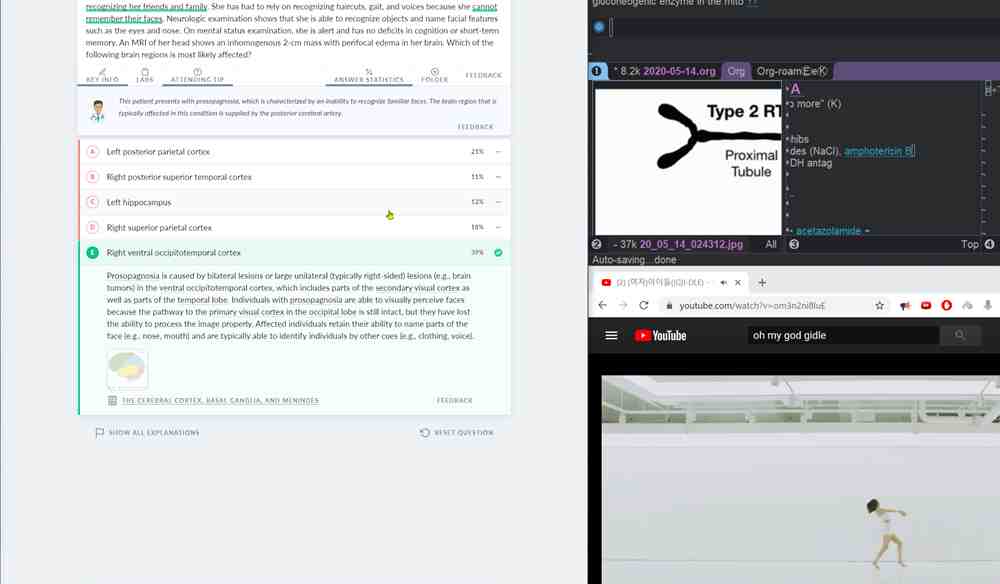 recognizing her friends and family. She has had to rely on recognizing haircuts, gait, and voices because she cannot
remember their faces. Neurologic examination shows that she is able to recognize objects and name facial features
such as the eyes and nose. On mental status examination, she is alert and has no deficits in cognition or short-term
memory. An MRI of her head shows an inhomogenous 2-cm mass with perifocal edema in her brain. Which of the
following brain regions is most likely affected?
KEY INFO
LABS
ATTENDING TIP
ANSWER STATISTICS
FOLDER
FEEDBACK
This patient presents with prosopagnosia, which is characterized by an inability to recognize familiar faces. The brain region that is
typically affected in this condition is supplied by the posterior cerebral artery.
FEEDBACK
A Left posterior parietal cortex 21%
B Right posterior superior temporal cortex 11%
C Left hippocampus 12%
D Right superior parietal cortex 18%
E Right ventral occipitotemporal cortex 39%
Prosopagnosia is caused by bilateral lesions or large unilateral (typically right-sided) lesions (e.g., brain
tumors) in the ventral occipitotemporal cortex, which includes parts of the secondary visual cortex as
well as parts of the temporal lobe. Individuals with prosopagnosia are able to visually perceive faces
because the pathway to the primary visual cortex in the occipital lobe is still intact, but they have lost
the ability to process the image properly. Affected individuals retain their ability to name parts of the
face (e.g., nose, mouth) and are typically able to identify individuals by other cues (e.g., clothing, voice).
THE CEREBRAL CORTEX, BASAL GANGLIA, AND MENINGES
FEEDBACK
SHOW ALL EXPLANATIONS
RESET QUESTION
gluconeogenic enzyme in the mito ??
1 * 8.2k 2020-05-14.org Org Org-roam
Type 2 RT
Proximal
Tubule
A
more" (K)
hibs
des (NaCl), amphotericin B
DH antag
- acetazolamide -
2 - 37k 20_05_14_024312.jpg All 3 Top 4
Auto-saving...done
[2] (여자)아이들((G)I-DLE) -
youtube.com/watch?v=om3n2ni8luE
YouTube
oh my god gidle